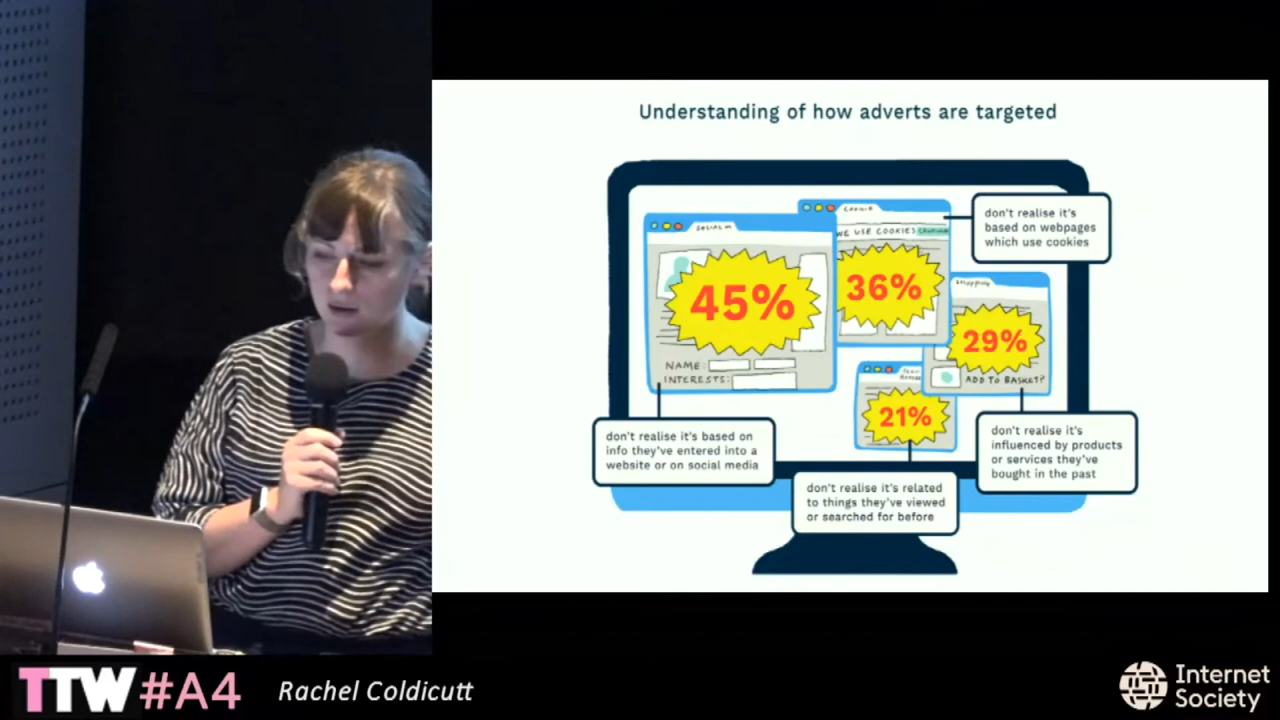 Understanding of how adverts are targeted
SOCIAL M
COOKIE
WE USE COOKIES
don't realise it's
based on webpages
which use cookies
45%
36%
SHOPPING
29%
NAME:
INTERESTS:
ADD TO BASKET?
21%
don't realise it's based on
info they've entered into a
website or on social media
don't realise it's
influenced by products
or services they've
bought in the past
don't realise it's related
to things they've viewed
or searched for before
TTW#A4
Rachel Coldicutt
Internet
Society